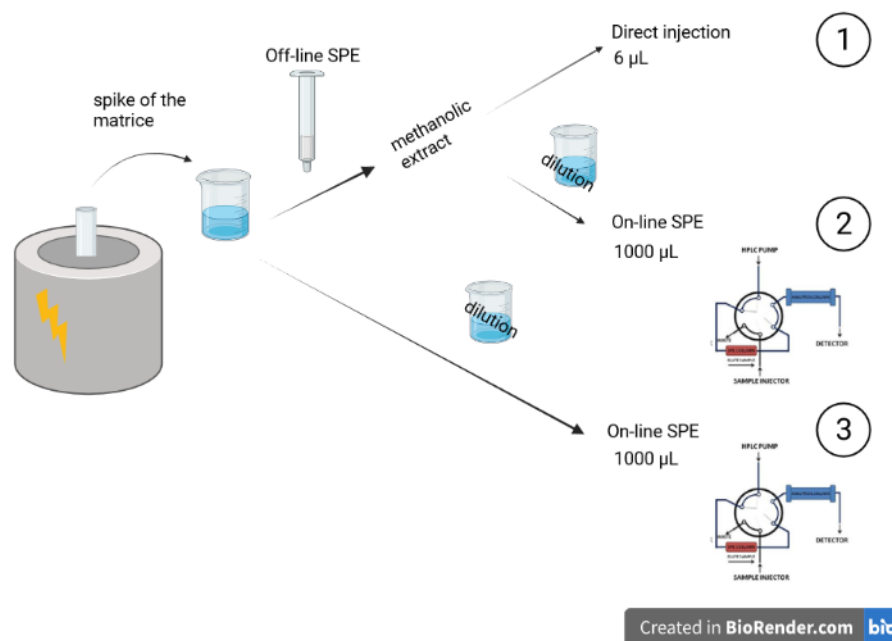 Direct injection
6 µL
1
Off-line SPE
spike of the
matrice
methanolic
extract
dilution
On-line SPE
1000 µL
2
HPLC PUMP
DETECTOR
SAMPLE INJECTOR
dilution
On-line SPE
1000 µL
3
HPLC PUMP
DETECTOR
SAMPLE INJECTOR
Created in BioRender.com